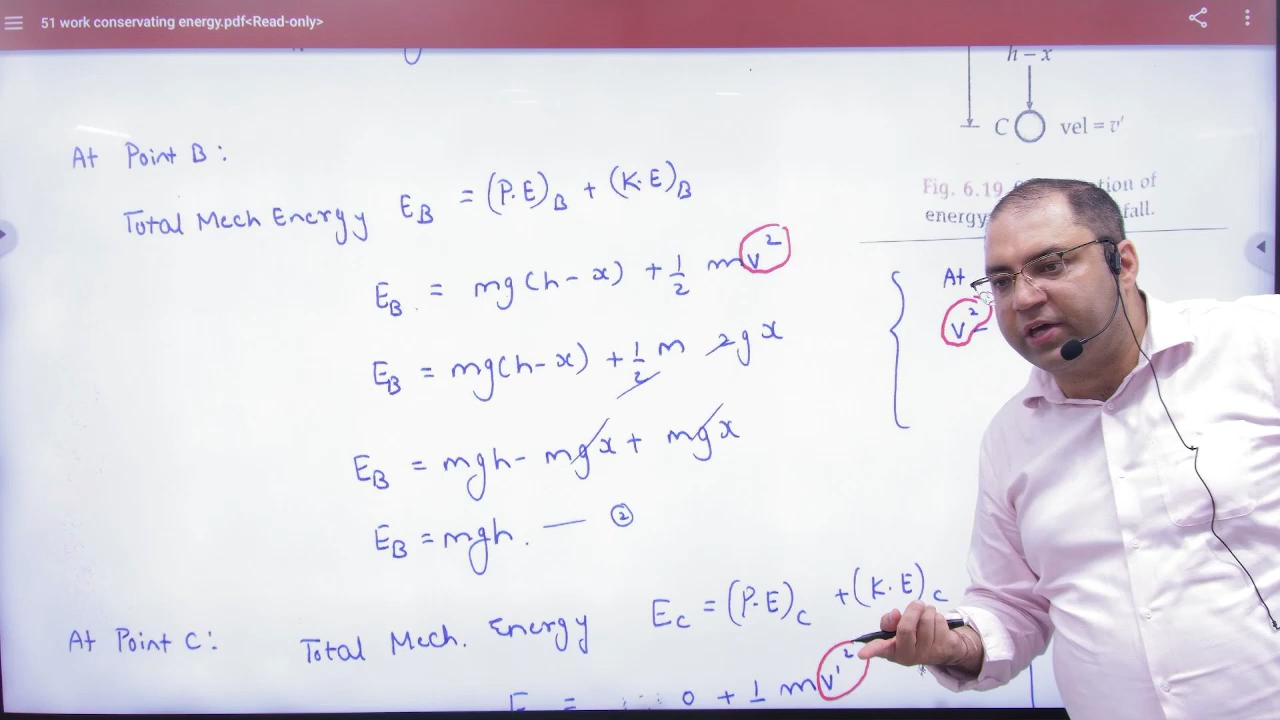 51 work conservating energy.pdf<Read-only>
h – x
C vel = v'
Fig. 6.19 tion of
energy fall.
At Point B :
Total Mech Energy E_B = (P.E)_B + (K.E)_B
E_B = mg(h-x) + 1/2 mv²
E_B = mg(h-x) + 1/2 m 2gx
E_B = mgh - mgx + mgx
E_B = mgh. — ②
At
v² =
At Point C : Total Mech. Energy E_C = (P.E)_C + (K.E)_C
= 0 + 1/2 mv'²